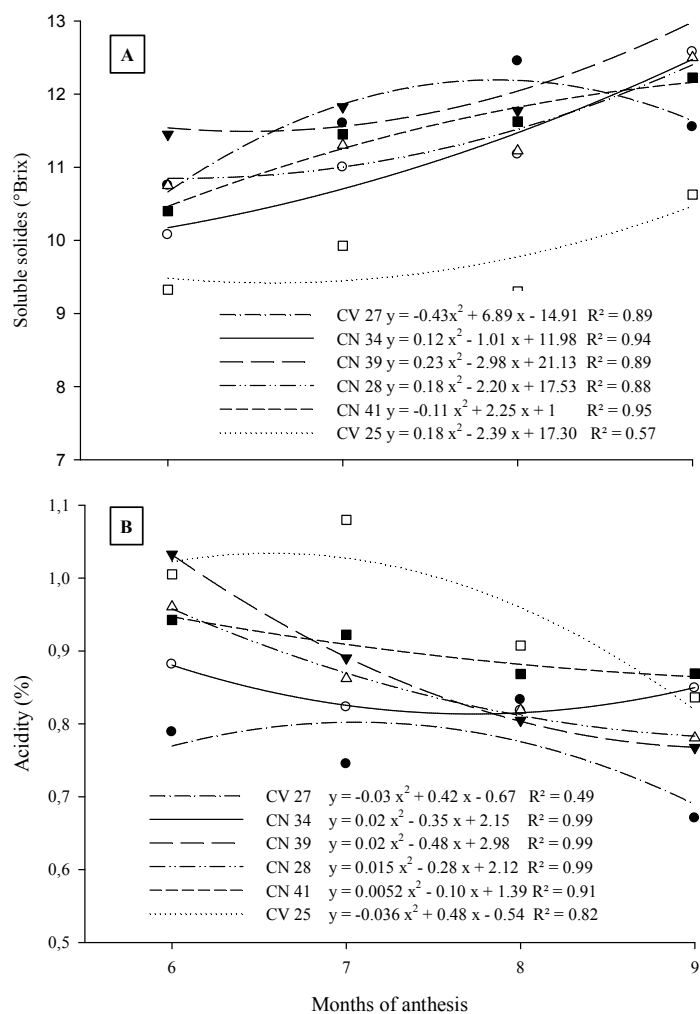 13
A
12
11
10
9
8
7
Soluble solides (°Brix)
CV 27 y = -0.43x² + 6.89 x - 14.91 R² = 0.89
CN 34 y = 0.12 x² - 1.01 x + 11.98 R² = 0.94
CN 39 y = 0.23 x² - 2.98 x + 21.13 R² = 0.89
CN 28 y = 0.18 x² - 2.20 x + 17.53 R² = 0.88
CN 41 y = -0.11 x² + 2.25 x + 1 R² = 0.95
CV 25 y = 0.18 x² - 2.39 x + 17.30 R² = 0.57
1,1
B
1,0
0,9
0,8
0,7
0,6
0,5
Acidity (%)
CV 27 y = -0.03 x² + 0.42 x - 0.67 R² = 0.49
CN 34 y = 0.02 x² - 0.35 x + 2.15 R² = 0.99
CN 39 y = 0.02 x² - 0.48 x + 2.98 R² = 0.99
CN 28 y = 0.015 x² - 0.28 x + 2.12 R² = 0.99
CN 41 y = 0.0052 x² - 0.10 x + 1.39 R² = 0.91
CV 25 y = -0.036 x² + 0.48 x - 0.54 R² = 0.82
6 7 8 9
Months of anthesis